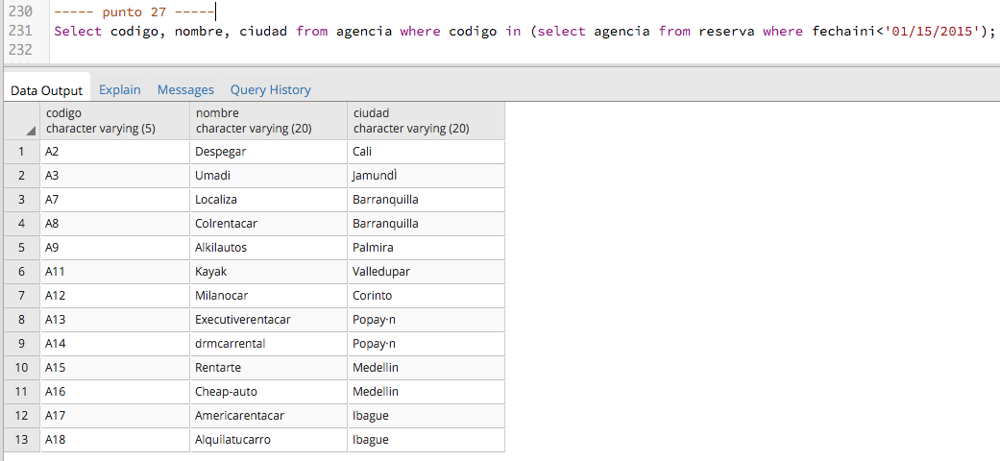 230 ----- punto 27 -----
231 Select codigo, nombre, ciudad from agencia where codigo in (select agencia from reserva where fechaini<'01/15/2015');
232
Data Output Explain Messages Query History
codigo nombre ciudad
character varying (5) character varying (20) character varying (20)
1 A2 Despegar Cali
2 A3 Umadi JamundÌ
3 A7 Localiza Barranquilla
4 A8 Colrentacar Barranquilla
5 A9 Alkilautos Palmira
6 A11 Kayak Valledupar
7 A12 Milanocar Corinto
8 A13 Executiverentacar Popay·n
9 A14 drmcarrental Popay·n
10 A15 Rentarte Medellin
11 A16 Cheap-auto Medellin
12 A17 Americarentacar Ibague
13 A18 Alquilatucarro Ibague